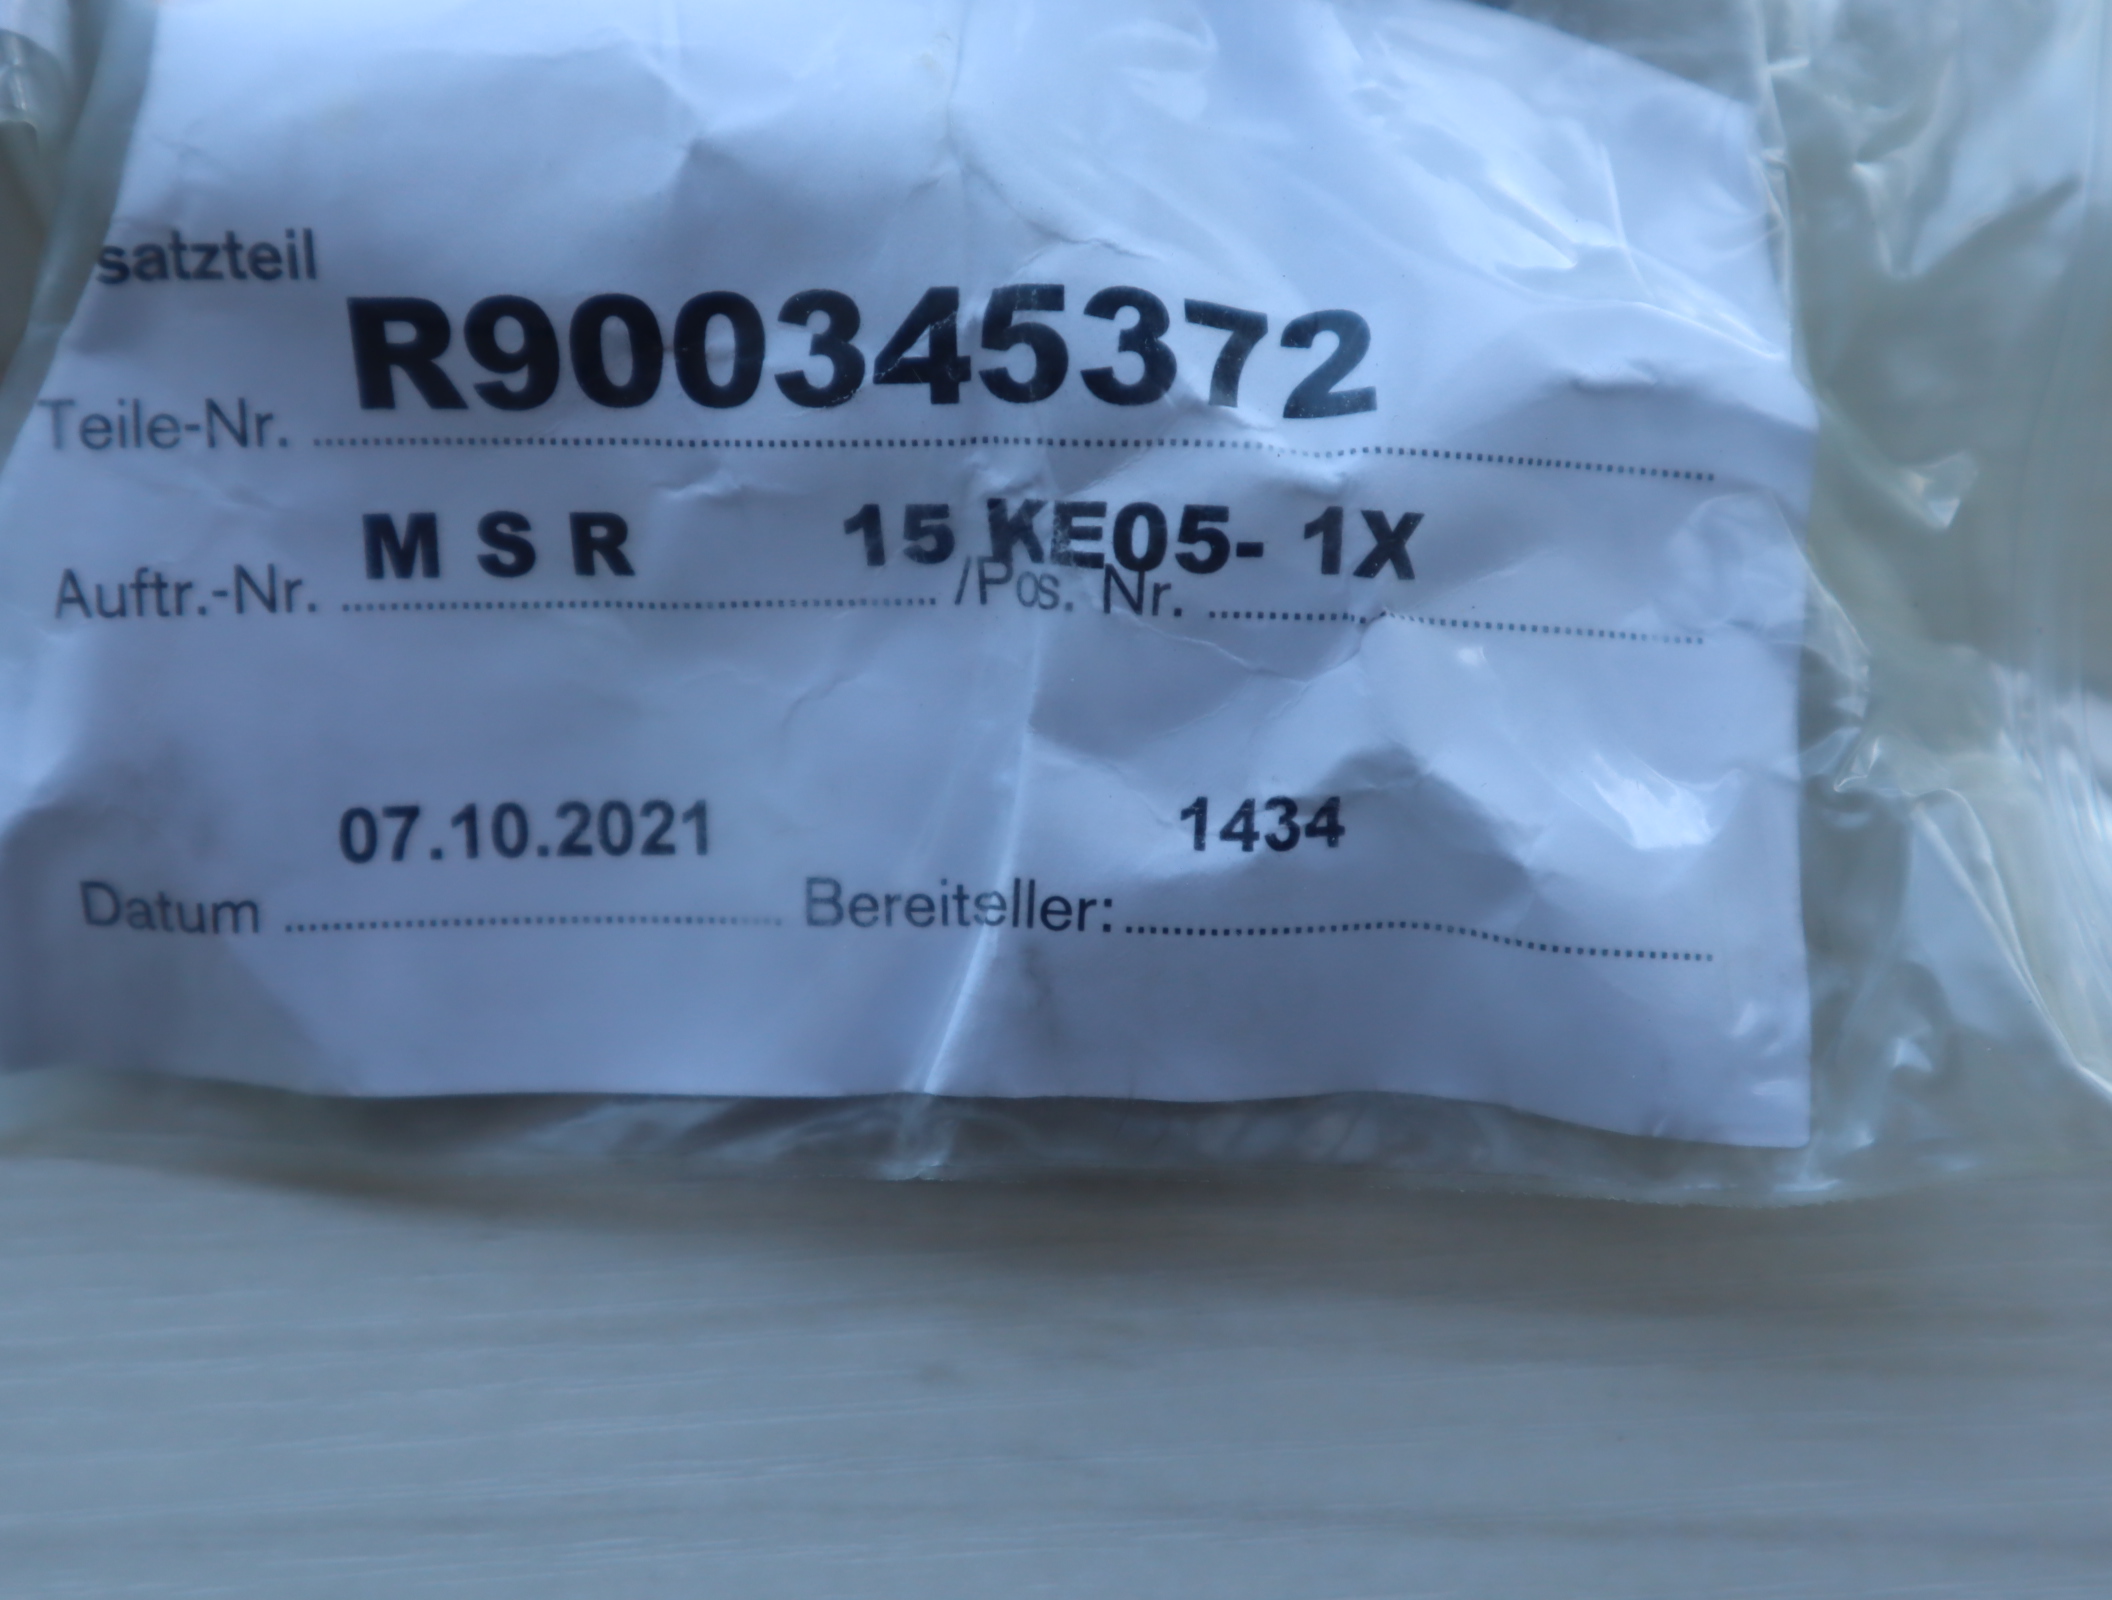 satzteil
Teile-Nr. R900345372
Auftr.-Nr. M S R 15 KE05- 1X /Pos. Nr.
Datum 07.10.2021 Bereitsteller: 1434